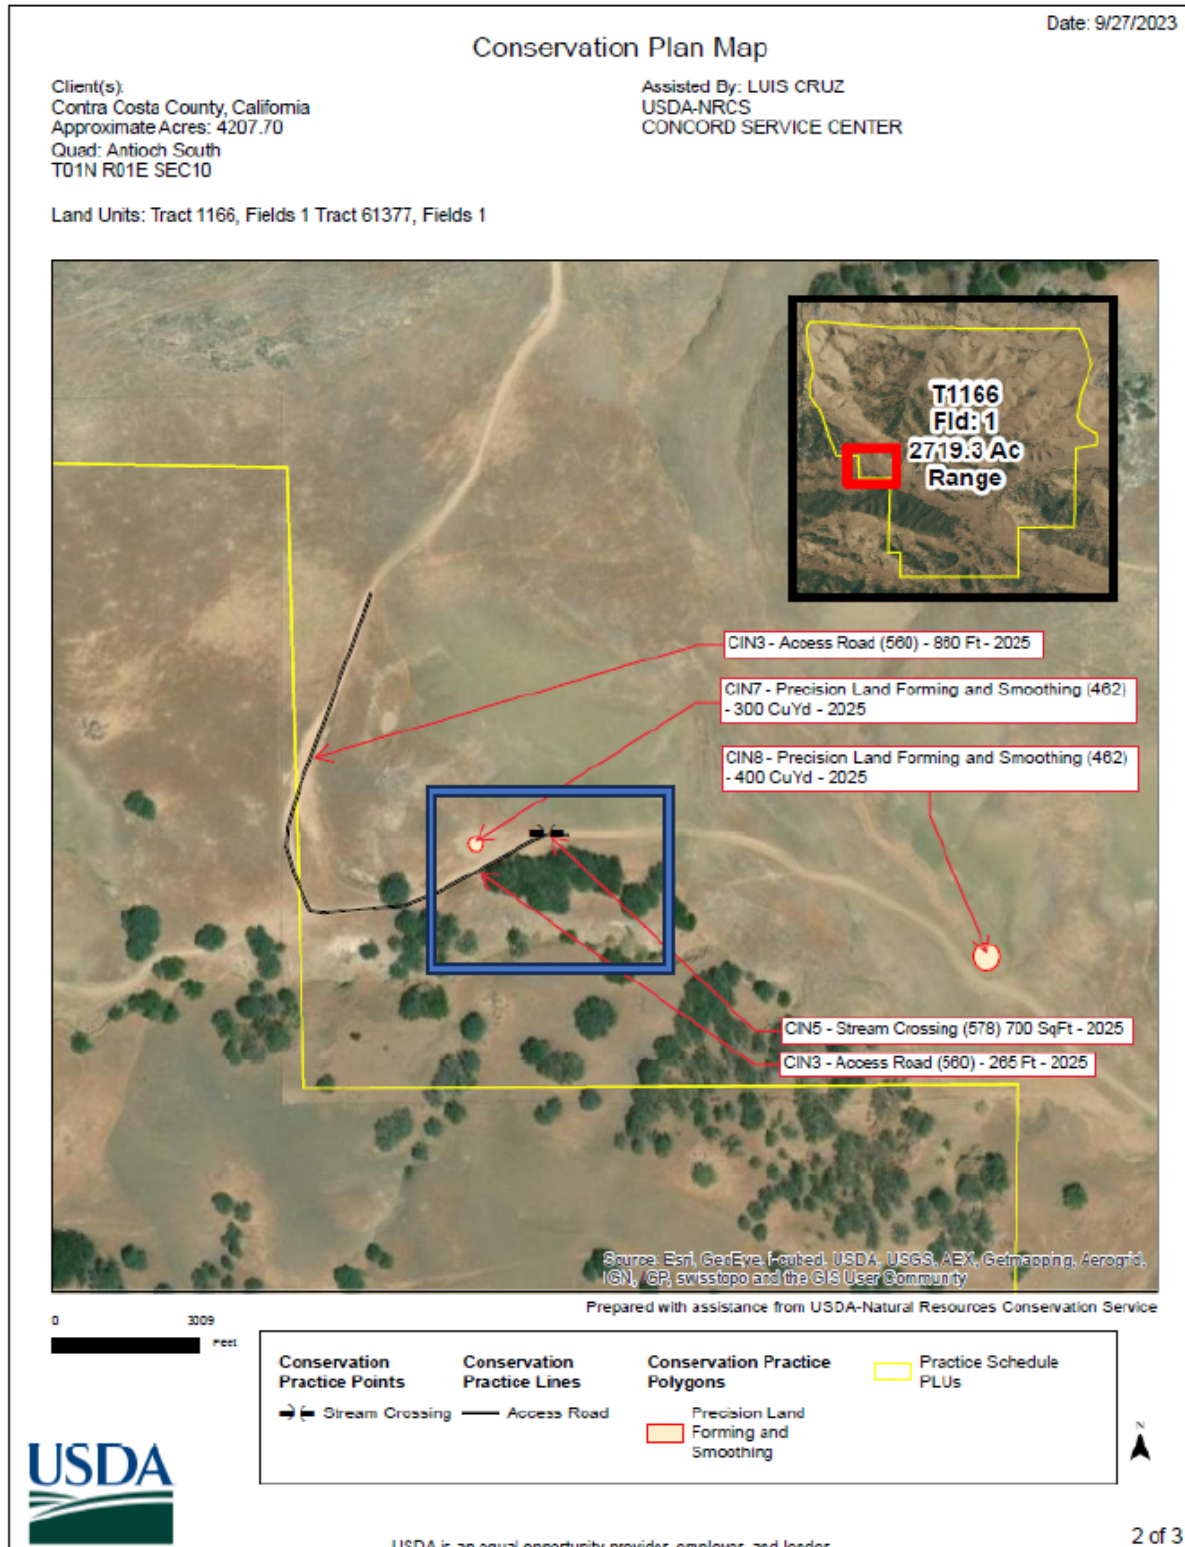 Date: 9/27/2023
Conservation Plan Map
Client(s):
Contra Costa County, California
Approximate Acres: 4207.70
Quad: Antioch South
T01N R01E SEC10
Assisted By: LUIS CRUZ
USDA-NRCS
CONCORD SERVICE CENTER
Land Units: Tract 1166, Fields 1 Tract 61377, Fields 1
T1166
Fld: 1
2719.3 Ac
Range
CIN3 - Access Road (560) - 860 Ft - 2025
CIN7 - Precision Land Forming and Smoothing (462)
- 300 CuYd - 2025
CIN8 - Precision Land Forming and Smoothing (462)
- 400 CuYd - 2025
CIN5 - Stream Crossing (578) 700 SqFt - 2025
CIN3 - Access Road (560) - 265 Ft - 2025
Source: Esri, GeoEye, i-cubed, USDA, USGS, AEX, Getmapping, Aerogrid,
IGN, IGP, swisstopo and the GIS User Community
Prepared with assistance from USDA-Natural Resources Conservation Service
0 3009
Feet
Conservation
Practice Points
Stream Crossing
Conservation
Practice Lines
Access Road
Conservation Practice
Polygons
Precision Land
Forming and
Smoothing
Practice Schedule
PLUs
N
USDA
USDA is an equal opportunity provider, employer, and lender.
2 of 3